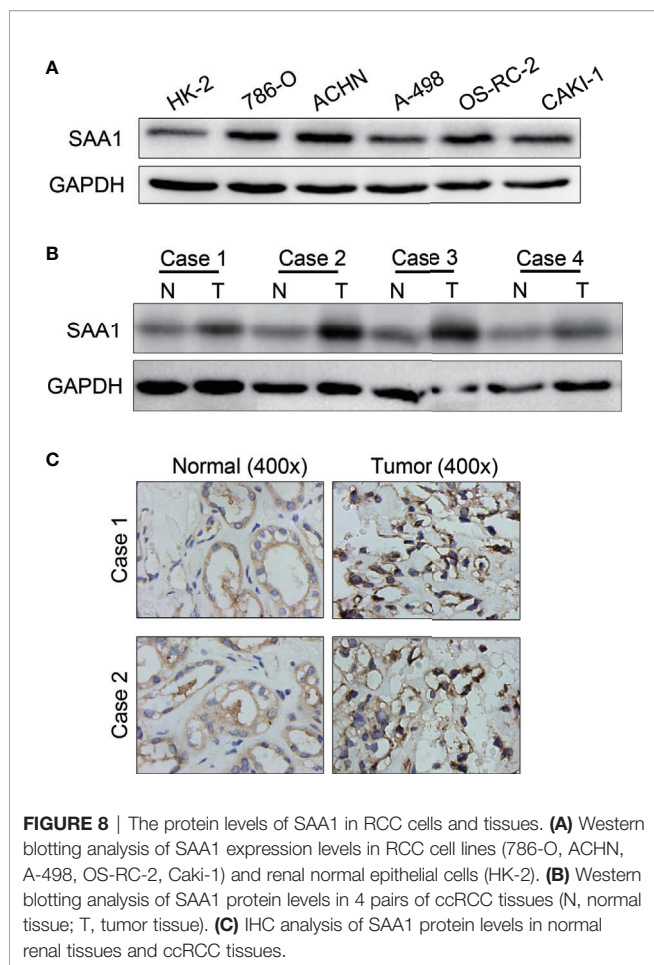 A
HK-2 786-O ACHN A-498 OS-RC-2 CAKI-1
SAA1
GAPDH
B
Case 1 Case 2 Case 3 Case 4
N T N T N T N T
SAA1
GAPDH
C
Normal (400x) Tumor (400x)
Case 1
Case 2
FIGURE 8 | The protein levels of SAA1 in RCC cells and tissues. (A) Western
blotting analysis of SAA1 expression levels in RCC cell lines (786-O, ACHN,
A-498, OS-RC-2, Caki-1) and renal normal epithelial cells (HK-2). (B) Western
blotting analysis of SAA1 protein levels in 4 pairs of ccRCC tissues (N, normal
tissue; T, tumor tissue). (C) IHC analysis of SAA1 protein levels in normal
renal tissues and ccRCC tissues.